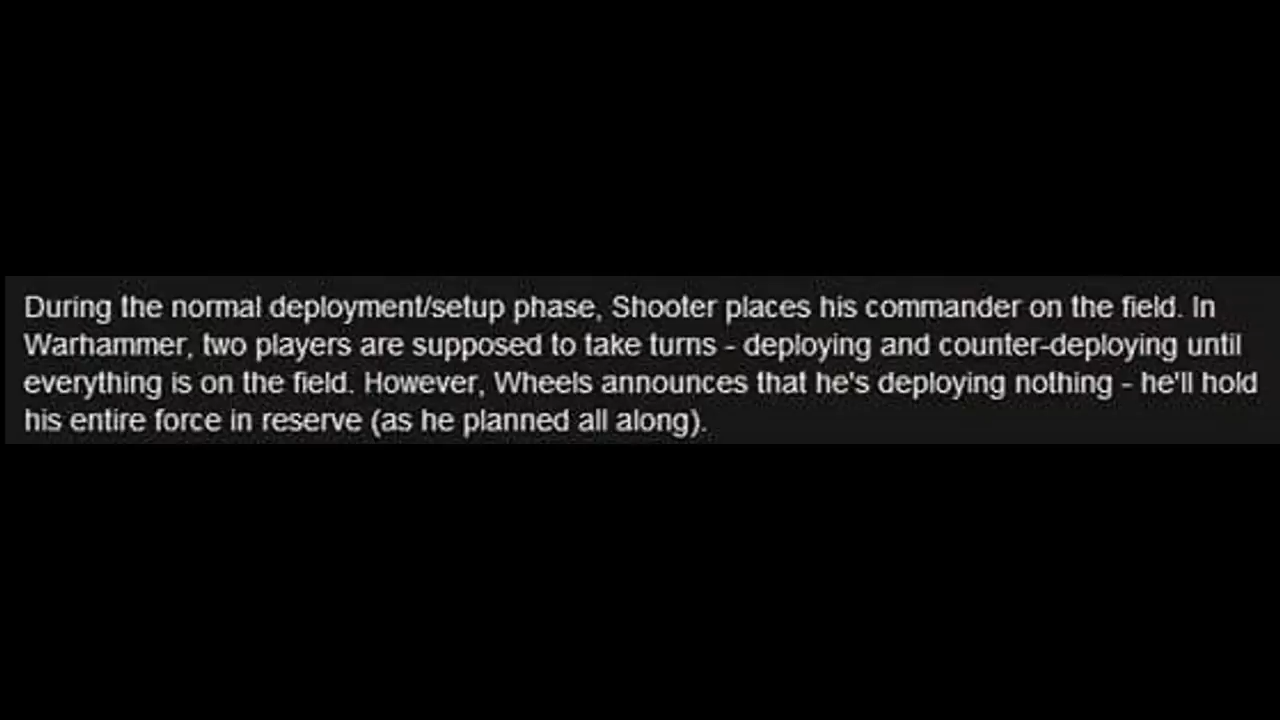 During the normal deployment/setup phase, Shooter places his commander on the field. In
Warhammer, two players are supposed to take turns - deploying and counter-deploying until
everything is on the field. However, Wheels announces that he's deploying nothing - he'll hold
his entire force in reserve (as he planned all along).